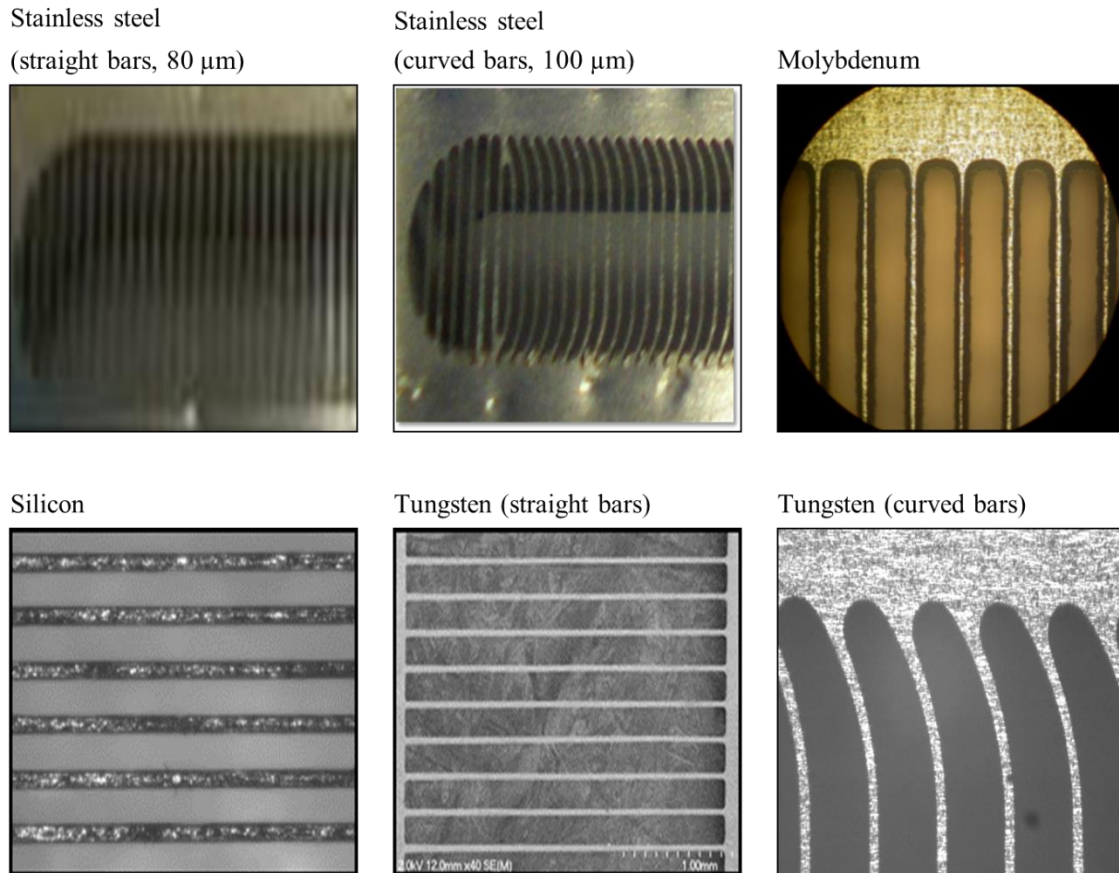 Stainless steel
(straight bars, 80 µm)
Stainless steel
(curved bars, 100 µm)
Molybdenum
Silicon
Tungsten (straight bars)
Tungsten (curved bars)
2.0kV 12.0mm x40 SE(M)
1.00mm